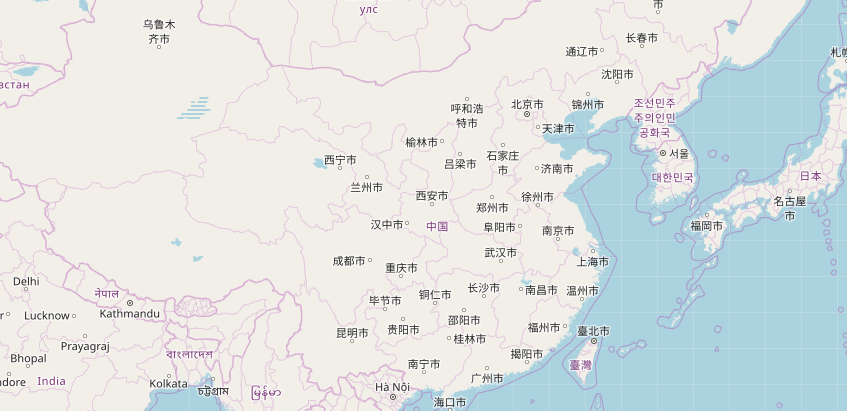 市
улс
乌鲁木
齐市
长春市
通辽市
札幌
沈阳市
встан
呼和浩
特市
北京市
锦州市
조선민주
주의인민
공화국
天津市
榆林市
서울
石家庄
市
吕梁市
西宁市
济南市
대한민국
日本
兰州市
西安市
徐州市
名古屋
市
郑州市
汉中市
中国
阜阳市
南京市
福岡市
武汉市
成都市
重庆市
上海市
Delhi
नेपाल
Kathmandu
毕节市
铜仁市
长沙市
南昌市
温州市
Lucknow
r
邵阳市
贵阳市
福州市
臺北市
昆明市
桂林市
Prayagraj
বাংলাদেশ
揭阳市
Bhopal
南宁市
臺灣
ndore
India
Kolkata
চট্টগ্রাম
မြန်မာ
Hà Nội
广州市
海口市